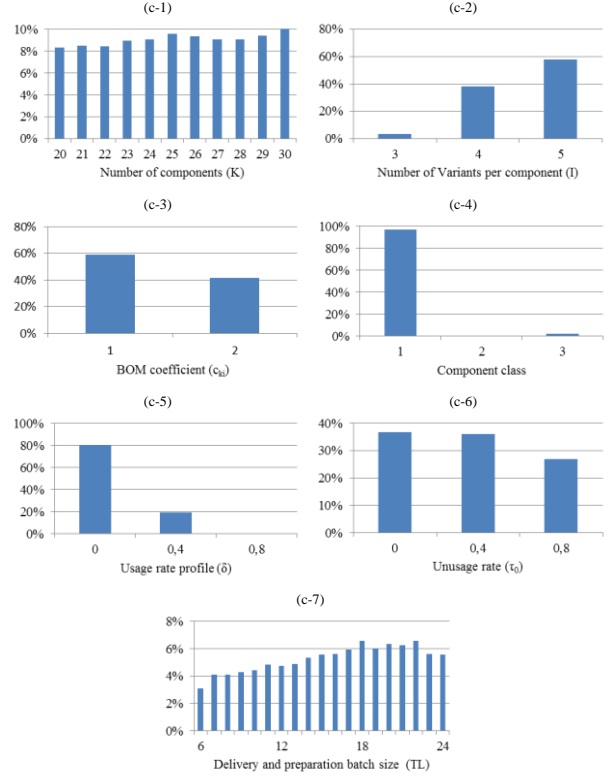 (c-1)
10%
8%
6%
4%
2%
0%
20 21 22 23 24 25 26 27 28 29 30
Number of components (K)
(c-2)
80%
60%
40%
20%
0%
3 4 5
Number of Variants per component (I)
(c-3)
80%
60%
40%
20%
0%
1 2
BOM coefficient (cki)
(c-4)
100%
80%
60%
40%
20%
0%
1 2 3
Component class
(c-5)
100%
80%
60%
40%
20%
0%
0 0,4 0,8
Usage rate profile (δ)
(c-6)
40%
30%
20%
10%
0%
0 0,4 0,8
Unusage rate (τ0)
(c-7)
8%
6%
4%
2%
0%
6 12 18 24
Delivery and preparation batch size (TL)